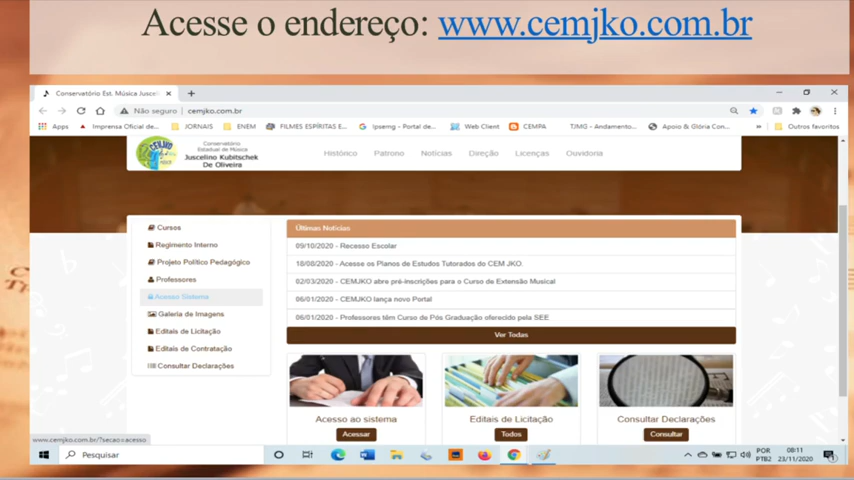 Acesse o endereço: www.cemjko.com.br
Conservatório Est. Música Jusceli
Não seguro | cemjko.com.br
Apps
Imprensa Oficial de...
JORNAIS
ENEM
FILMES ESPÍRITAS E...
Ipsemg - Portal de...
Web Client
CEMPA
TJMG - Andamento...
Apoio & Glória Con...
»
Outros favoritos
CEMJKO
Conservatório
Estadual de Música
Juscelino Kubitschek
De Oliveira
Histórico
Patrono
Notícias
Direção
Licenças
Ouvidoria
Cursos
Regimento Interno
Projeto Político Pedagógico
Professores
Acesso Sistema
Galeria de Imagens
Editais de Licitação
Editais de Contratação
Consultar Declarações
Últimas Notícias
09/10/2020 - Recesso Escolar
18/08/2020 - Acesse os Planos de Estudos Tutorados do CEM JKO.
02/03/2020 - CEMJKO abre pré-inscrições para o Curso de Extensão Musical
06/01/2020 - CEMJKO lança novo Portal
06/01/2020 - Professores têm Curso de Pós Graduação oferecido pela SEE
Ver Todas
Acesso ao sistema
Acessar
Editais de Licitação
Todos
Consultar Declarações
Consultar
www.cemjko.com.br/?secao=acesso
Pesquisar
POR
PTB2
08:11
23/11/2020